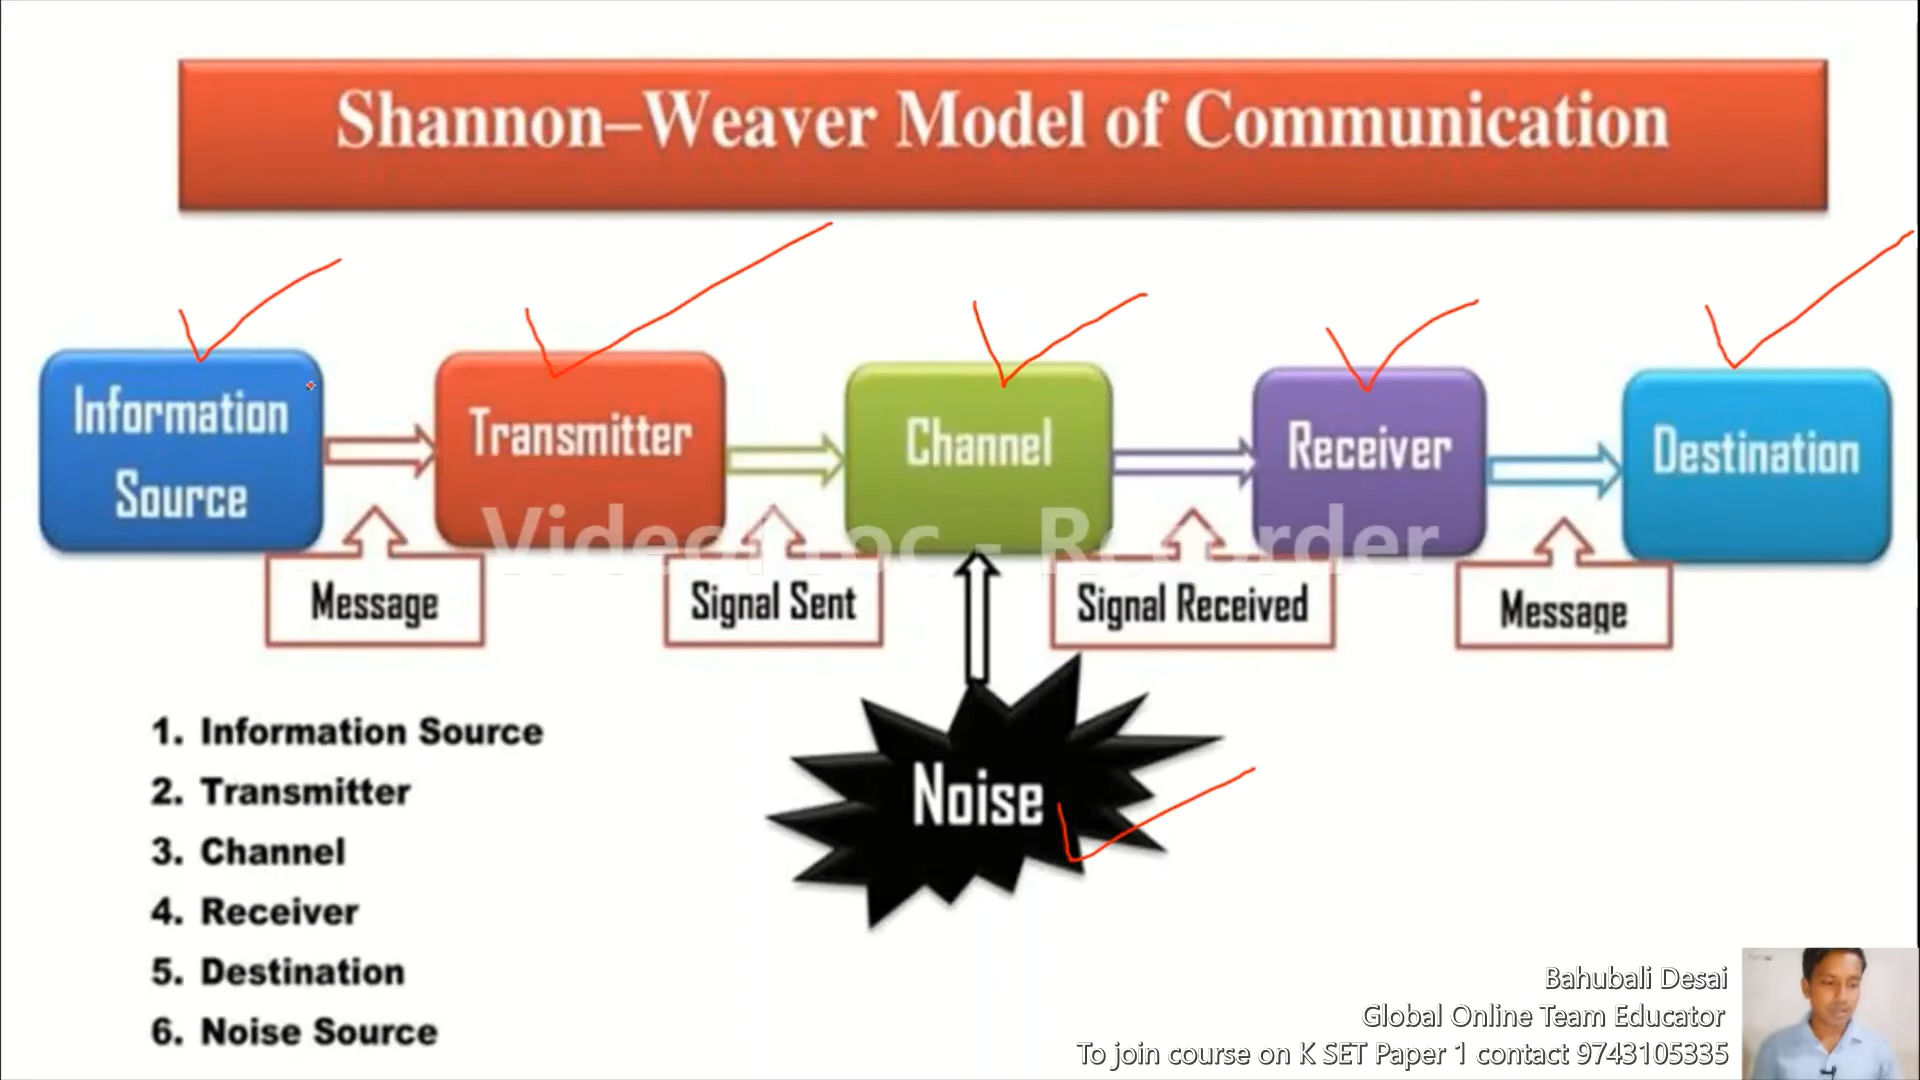 Shannon–Weaver Model of Communication
Information
Source
Transmitter
Channel
Receiver
Destination
Message
Signal Sent
Signal Received
Message
Noise
1. Information Source
2. Transmitter
3. Channel
4. Receiver
5. Destination
6. Noise Source
Bahubali Desai
Global Online Team Educator
To join course on K SET Paper 1 contact 9743105335